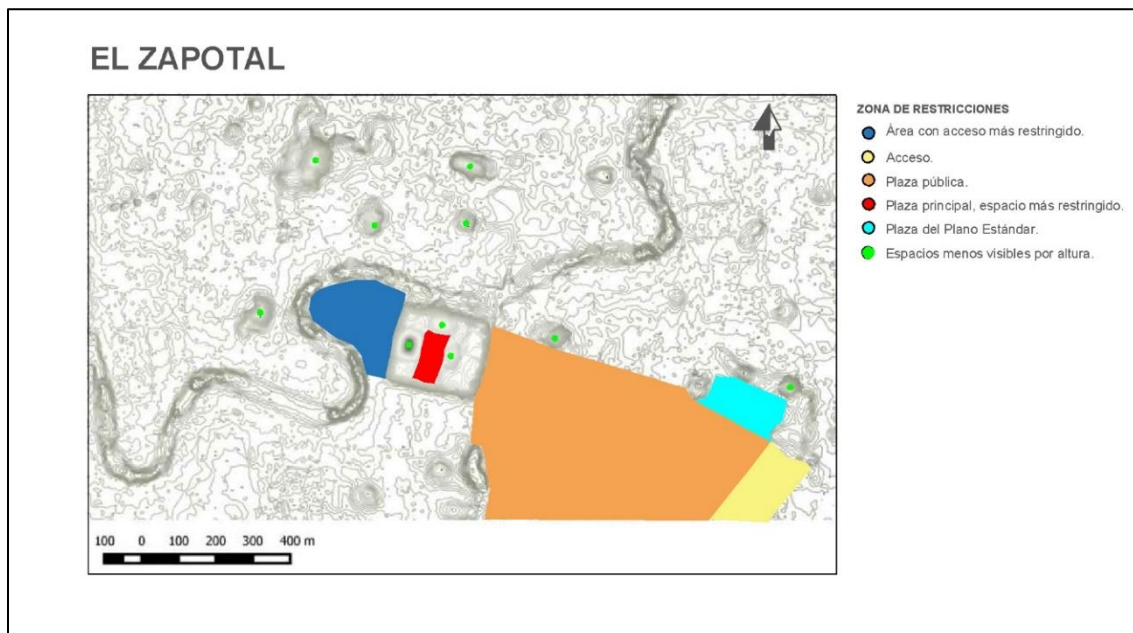 EL ZAPOTAL
ZONA DE RESTRICCIONES
Área con acceso más restringido.
Acceso.
Plaza pública.
Plaza principal, espacio más restringido.
Plaza del Plano Estándar.
Espacios menos visibles por altura.
100 0 100 200 300 400 m